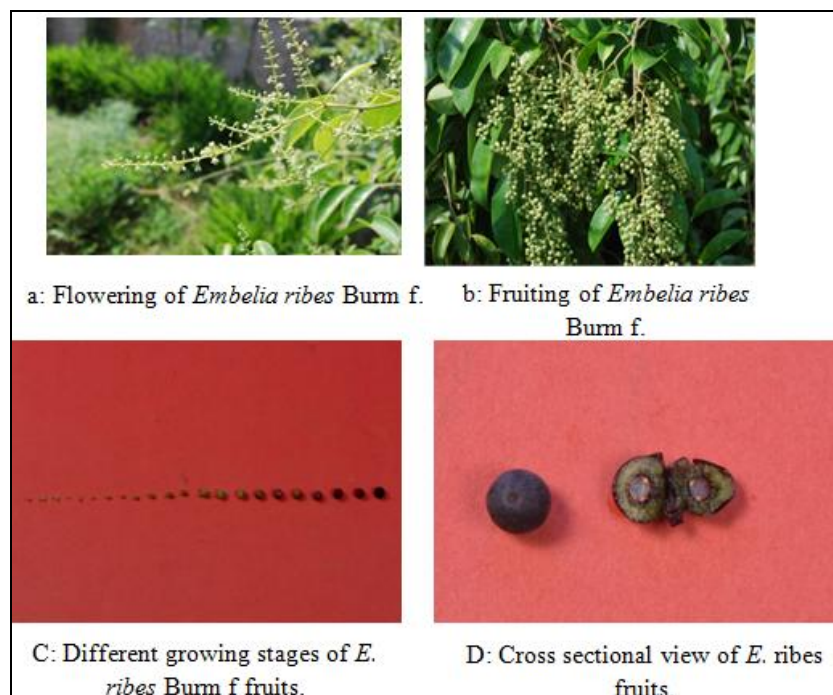 a: Flowering of Embelia ribes Burm f.
b: Fruiting of Embelia ribes
Burm f.
C: Different growing stages of E.
ribes Burm f fruits.
D: Cross sectional view of E. ribes
fruits.